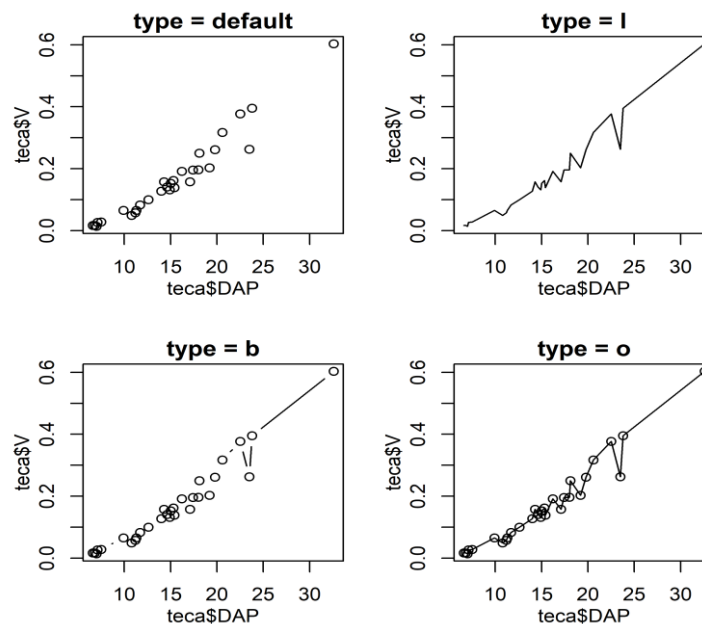 type = default
type = l
teca$V
0.0 0.2 0.4 0.6
10 15 20 25 30
teca$DAP
teca$V
0.0 0.2 0.4 0.6
10 15 20 25 30
teca$DAP
type = b
type = o
teca$V
0.0 0.2 0.4 0.6
10 15 20 25 30
teca$DAP
teca$V
0.0 0.2 0.4 0.6
10 15 20 25 30
teca$DAP